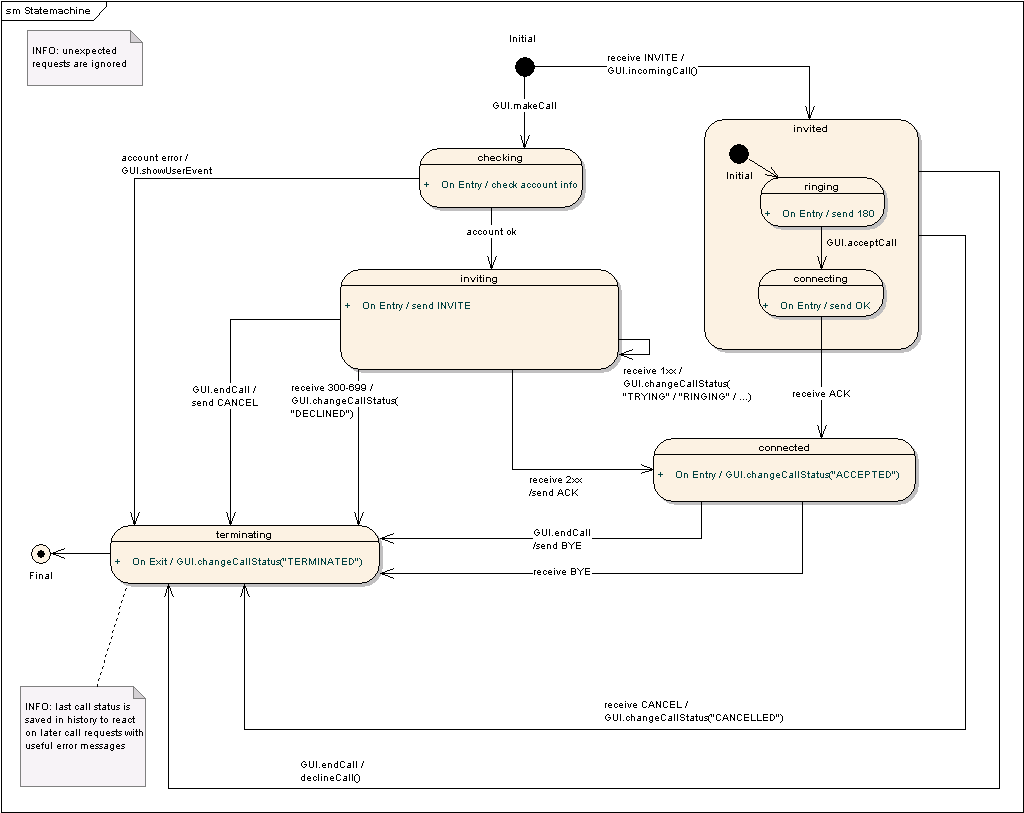 sm Statemachine
INFO: unexpected
requests are ignored
Initial
receive INVITE /
GUI.incomingCall()
GUI.makeCall
invited
Initial
ringing
+ On Entry / send 180
GUI.acceptCall
connecting
+ On Entry / send OK
account error /
GUI.showUserEvent
checking
+ On Entry / check account info
account ok
inviting
+ On Entry / send INVITE
receive 1xx /
GUI.changeCallStatus(
"TRYING" / "RINGING" / ...)
GUI.endCall /
send CANCEL
receive 300-699 /
GUI.changeCallStatus(
"DECLINED")
receive ACK
connected
+ On Entry / GUI.changeCallStatus("ACCEPTED")
receive 2xx
/send ACK
GUI.endCall
/send BYE
receive BYE
terminating
+ On Exit / GUI.changeCallStatus("TERMINATED")
Final
INFO: last call status is
saved in history to react
on later call requests with
useful error messages
receive CANCEL /
GUI.changeCallStatus("CANCELLED")
GUI.endCall /
declineCall()